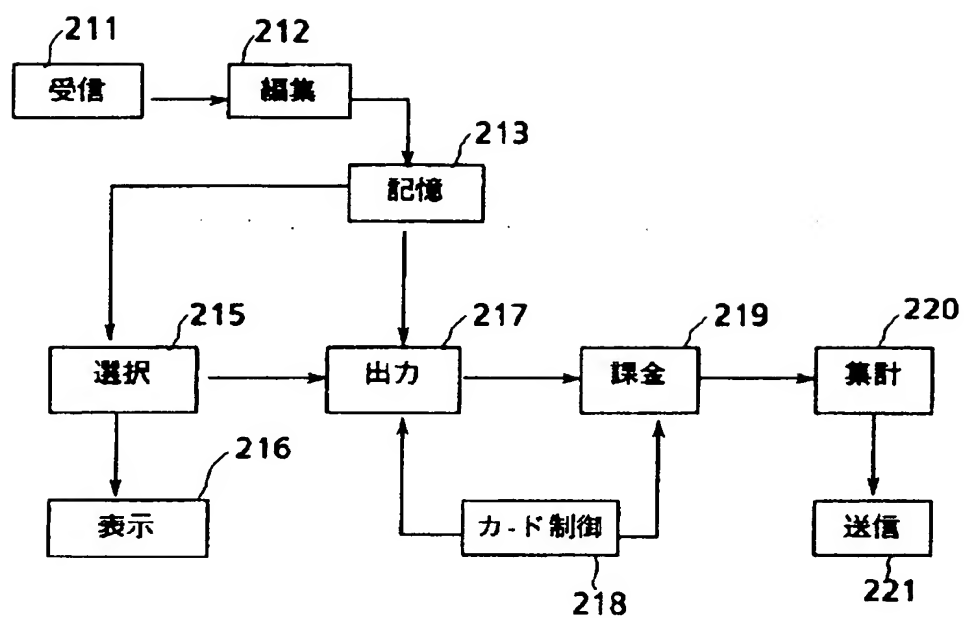 211
212
受信
編集
213
記憶
215
217
219
220
選択
出力
課金
集計
216
表示
カ-ド制御
送信
218
221